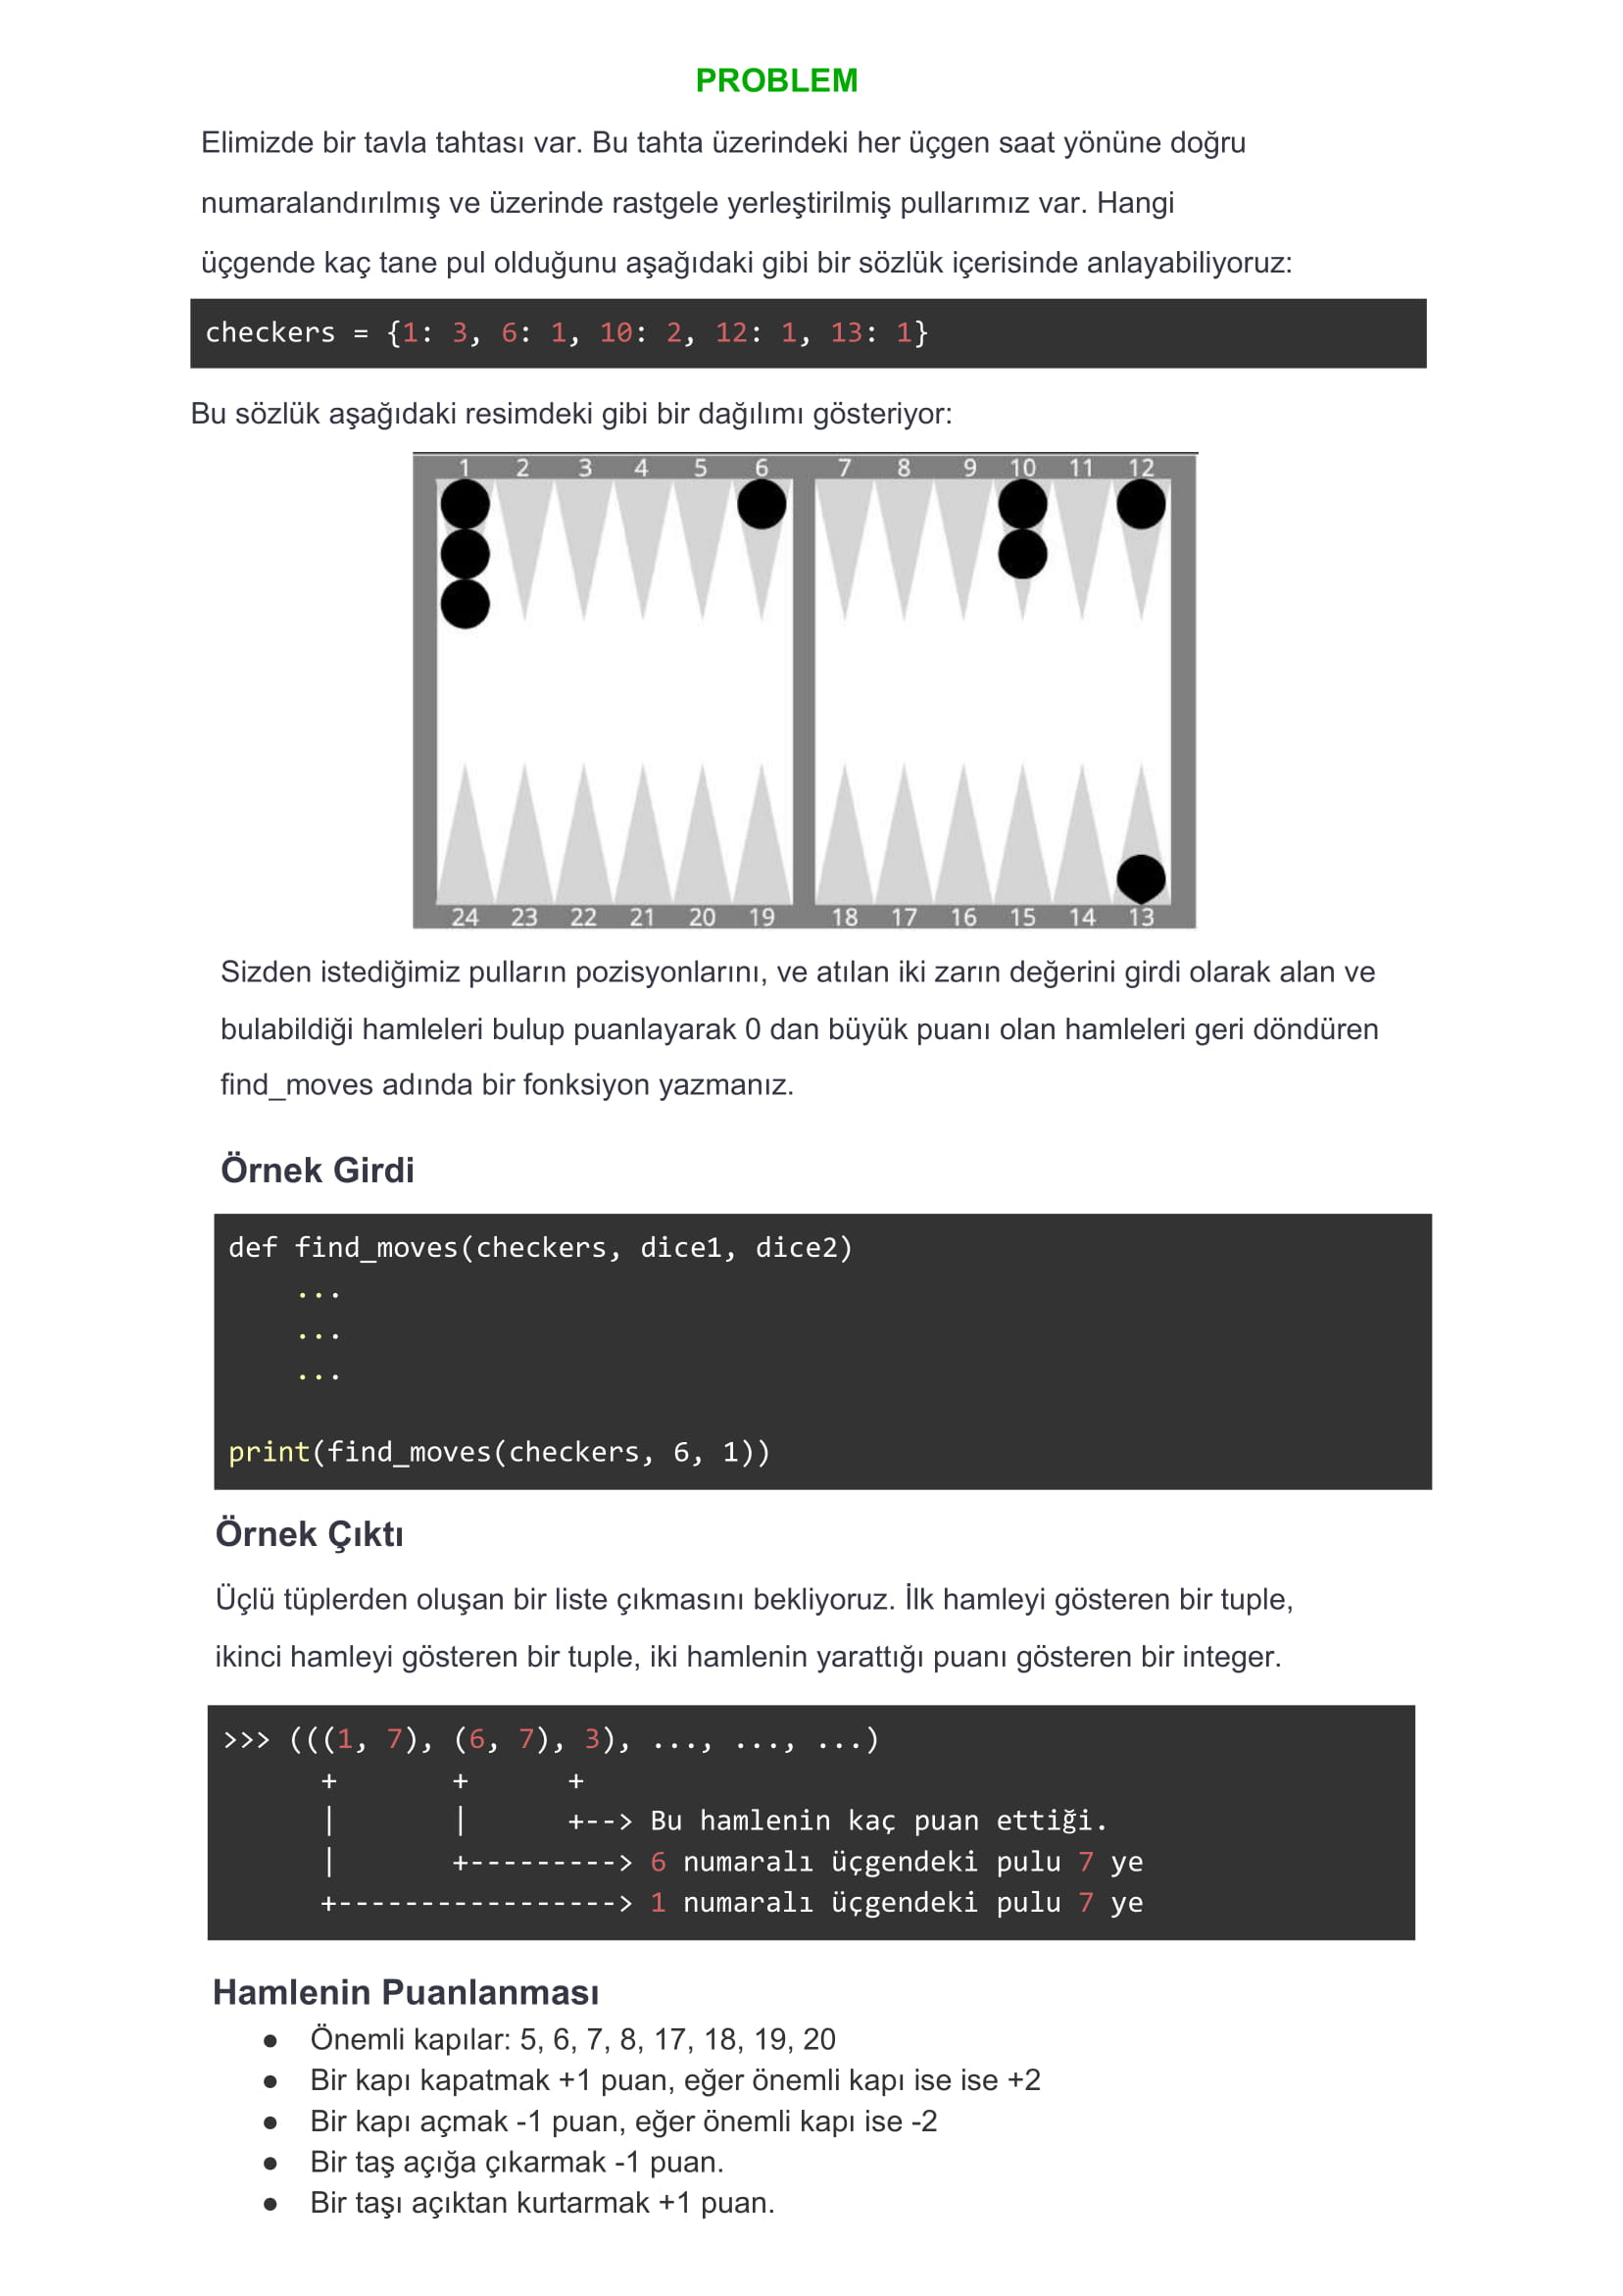 PROBLEM
Elimizde bir tavla tahtası var. Bu tahta üzerindeki her üçgen saat yönüne doğru
numaralandırılmış ve üzerinde rastgele yerleştirilmiş pullarımız var. Hangi
üçgende kaç tane pul olduğunu aşağıdaki gibi bir sözlük içerisinde anlayabiliyoruz:
checkers = {1: 3, 6: 1, 10: 2, 12: 1, 13: 1}
Bu sözlük aşağıdaki resimdeki gibi bir dağılımı gösteriyor:
1 2 3 4 5 6 7 8 9 10 11 12
24 23 22 21 20 19 18 17 16 15 14 13
Sizden istediğimiz pulların pozisyonlarını, ve atılan iki zarın değerini girdi olarak alan ve
bulabildiği hamleleri bulup puanlayarak 0 dan büyük puanı olan hamleleri geri döndüren
find_moves adında bir fonksiyon yazmanız.
Örnek Girdi
def find_moves(checkers, dice1, dice2)
...
...
...
print(find_moves(checkers, 6, 1))
Örnek Çıktı
Üçlü tüplerden oluşan bir liste çıkmasını bekliyoruz. İlk hamleyi gösteren bir tuple,
ikinci hamleyi gösteren bir tuple, iki hamlenin yarattığı puanı gösteren bir integer.
>>> (((1, 7), (6, 7), 3), ..., ..., ...)
+ + +
| | +--> Bu hamlenin kaç puan ettiği.
| +---------> 6 numaralı üçgendeki pulu 7 ye
+-----------------> 1 numaralı üçgendeki pulu 7 ye
Hamlenin Puanlanması
● Önemli kapılar: 5, 6, 7, 8, 17, 18, 19, 20
● Bir kapı kapatmak +1 puan, eğer önemli kapı ise ise +2
● Bir kapı açmak -1 puan, eğer önemli kapı ise -2
● Bir taş açığa çıkarmak -1 puan.
● Bir taşı açıktan kurtarmak +1 puan.